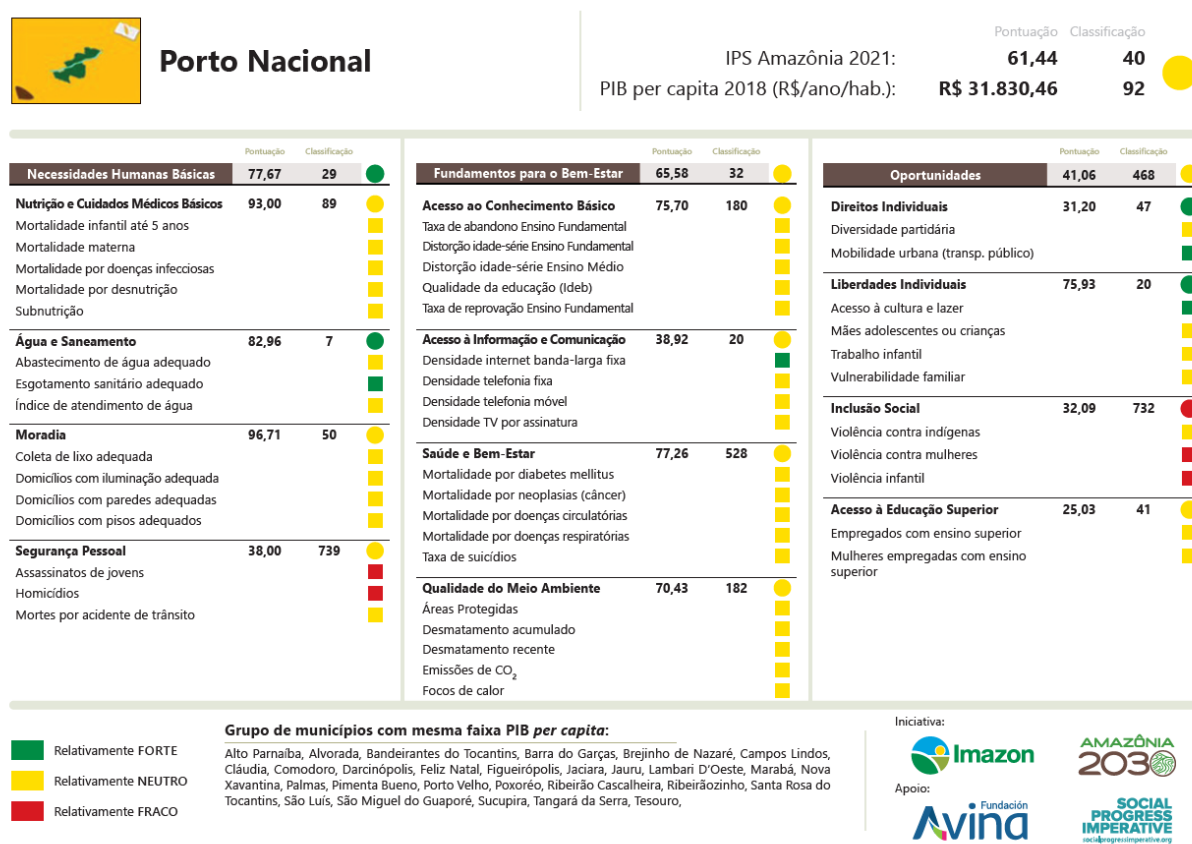 Porto Nacional
Pontuação Classificação
IPS Amazônia 2021: 61,44 40
PIB per capita 2018 (R$/ano/hab.): R$ 31.830,46 92
Pontuação Classificação
Necessidades Humanas Básicas 77,67 29
Nutrição e Cuidados Médicos Básicos 93,00 89
Mortalidade infantil até 5 anos
Mortalidade materna
Mortalidade por doenças infecciosas
Mortalidade por desnutrição
Subnutrição
Água e Saneamento 82,96 7
Abastecimento de água adequado
Esgotamento sanitário adequado
Índice de atendimento de água
Moradia 96,71 50
Coleta de lixo adequada
Domicílios com iluminação adequada
Domicílios com paredes adequadas
Domicílios com pisos adequados
Segurança Pessoal 38,00 739
Assassinatos de jovens
Homicídios
Mortes por acidente de trânsito
Pontuação Classificação
Fundamentos para o Bem-Estar 65,58 32
Acesso ao Conhecimento Básico 75,70 180
Taxa de abandono Ensino Fundamental
Distorção idade-série Ensino Fundamental
Distorção idade-série Ensino Médio
Qualidade da educação (Ideb)
Taxa de reprovação Ensino Fundamental
Acesso à Informação e Comunicação 38,92 20
Densidade internet banda-larga fixa
Densidade telefonia fixa
Densidade telefonia móvel
Densidade TV por assinatura
Saúde e Bem-Estar 77,26 528
Mortalidade por diabetes mellitus
Mortalidade por neoplasias (câncer)
Mortalidade por doenças circulatórias
Mortalidade por doenças respiratórias
Taxa de suicídios
Qualidade do Meio Ambiente 70,43 182
Áreas Protegidas
Desmatamento acumulado
Desmatamento recente
Emissões de CO₂
Focos de calor
Pontuação Classificação
Oportunidades 41,06 468
Direitos Individuais 31,20 47
Diversidade partidária
Mobilidade urbana (transp. público)
Liberdades Individuais 75,93 20
Acesso à cultura e lazer
Mães adolescentes ou crianças
Trabalho infantil
Vulnerabilidade familiar
Inclusão Social 32,09 732
Violência contra indígenas
Violência contra mulheres
Violência infantil
Acesso à Educação Superior 25,03 41
Empregados com ensino superior
Mulheres empregadas com ensino
superior
Relativamente FORTE
Relativamente NEUTRO
Relativamente FRACO
Grupo de municípios com mesma faixa PIB per capita:
Alto Parnaíba, Alvorada, Bandeirantes do Tocantins, Barra do Garças, Brejinho de Nazaré, Campos Lindos,
Cláudia, Comodoro, Darcinópolis, Feliz Natal, Figueirópolis, Jaciara, Jauru, Lambari D'Oeste, Marabá, Nova
Xavantina, Palmas, Pimenta Bueno, Porto Velho, Poxoréo, Ribeirão Cascalheira, Ribeirãozinho, Santa Rosa do
Tocantins, São Luís, São Miguel do Guaporé, Sucupira, Tangará da Serra, Tesouro,
Iniciativa:
Imazon
AMAZÔNIA
2030
Apoio:
Fundación
Avina
SOCIAL
PROGRESS
IMPERATIVE
socialprogressimperative.org